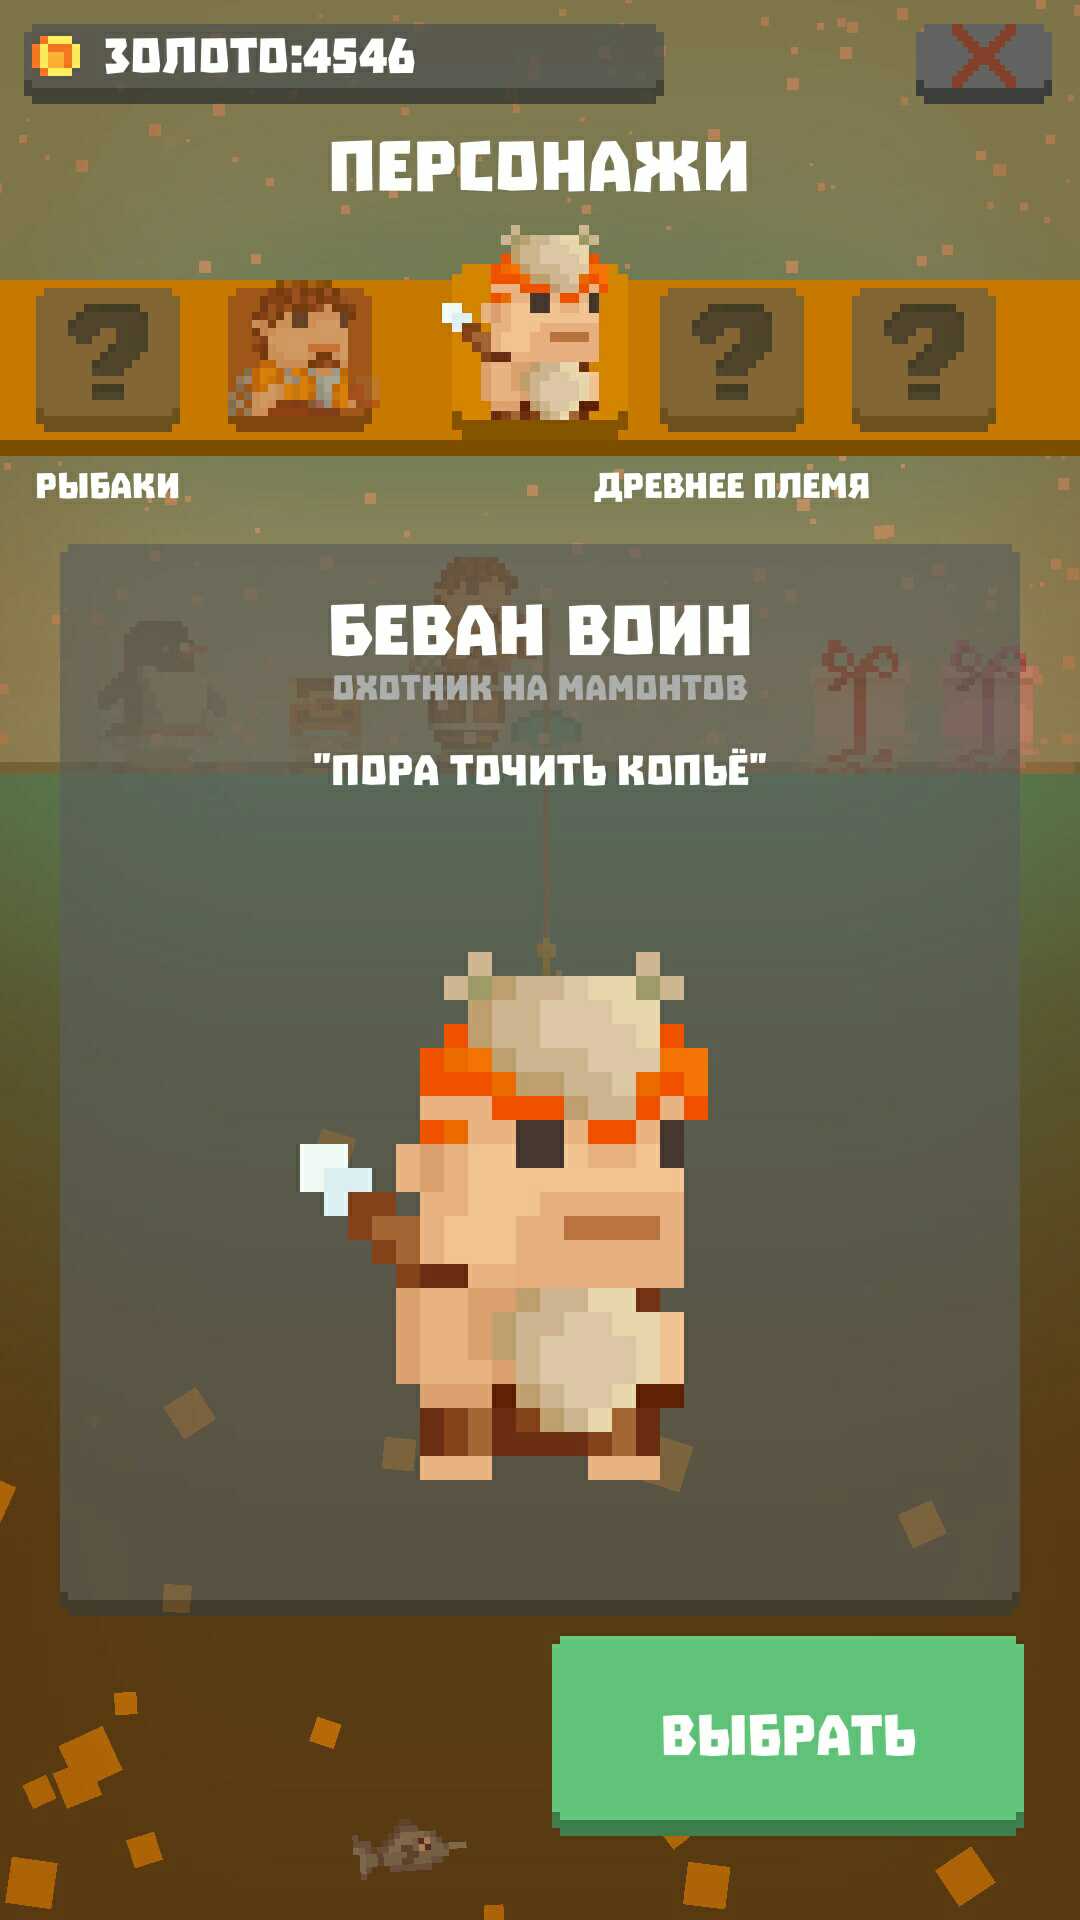 ЗОЛОТО:4546
ПЕРСОНАЖИ
? ? ?
РЫБАКИ
ДРЕВНЕЕ ПЛЕМЯ
БЕВАН ВОИН
ОХОТНИК НА МАМОНТОВ
"ПОРА ТОЧИТЬ КОПЬЁ"
ВЫБРАТЬ